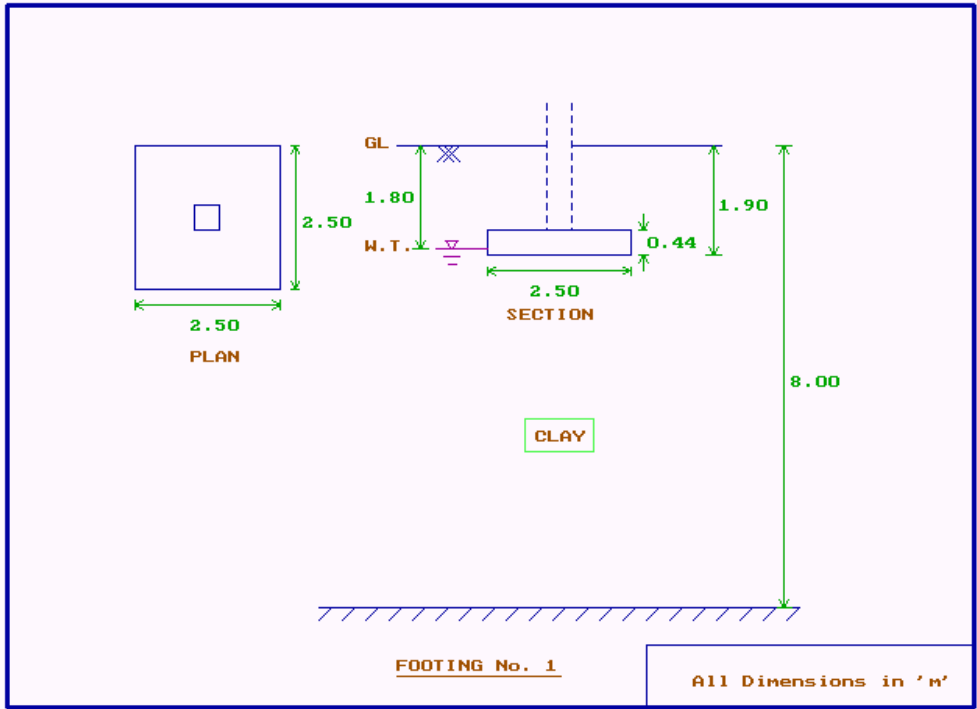 GL
1.80
1.90
2.50
W.T.
0.44
2.50
SECTION
2.50
PLAN
8.00
CLAY
FOOTING No. 1
All Dimensions in 'm'